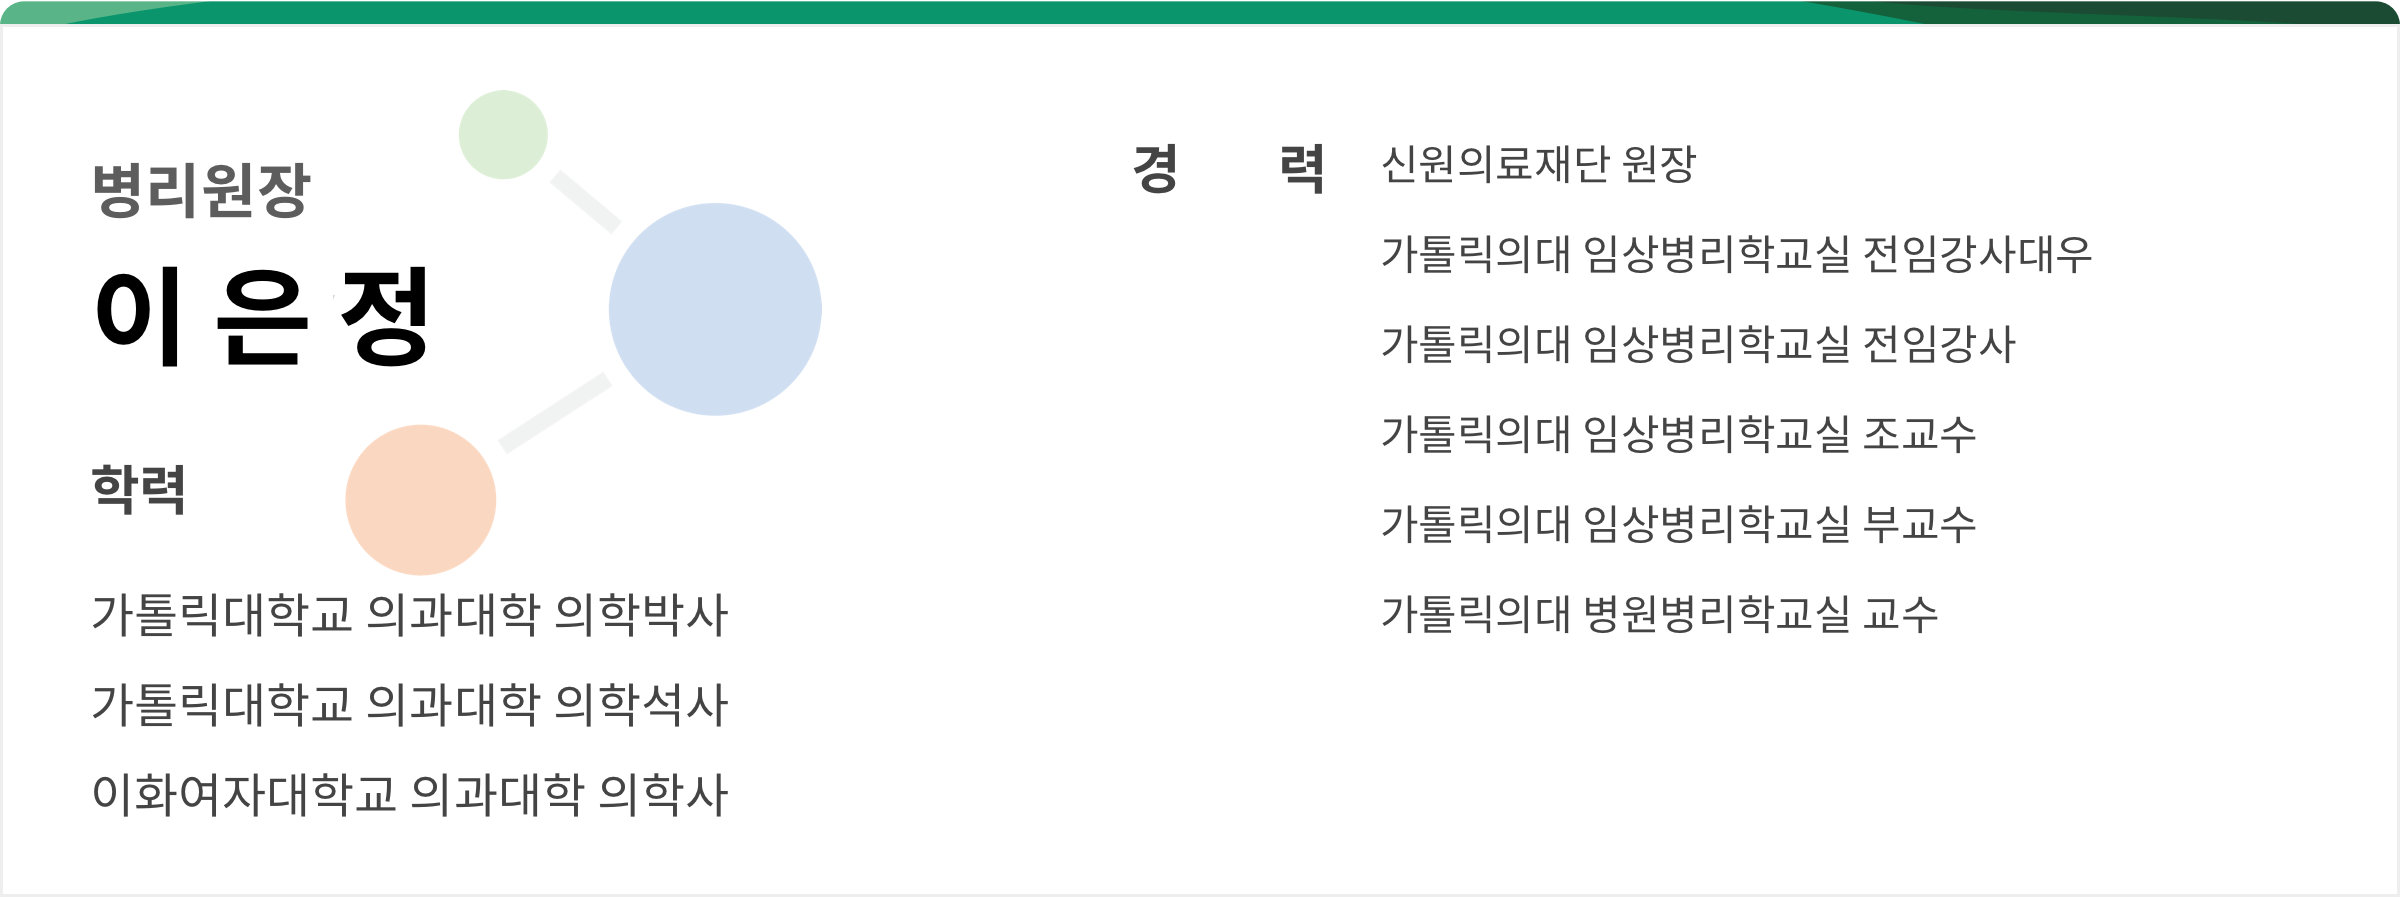 병리원장
이은정
학력
가톨릭대학교 의과대학 의학박사
가톨릭대학교 의과대학 의학석사
이화여자대학교 의과대학 의학사
경 력
신원의료재단 원장
가톨릭의대 임상병리학교실 전임강사대우
가톨릭의대 임상병리학교실 전임강사
가톨릭의대 임상병리학교실 조교수
가톨릭의대 임상병리학교실 부교수
가톨릭의대 병원병리학교실 교수